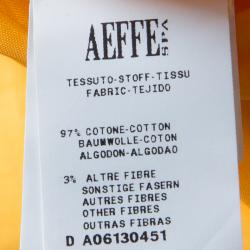 AEFFE SPA
TESSUTO-STOFF-TISSU
FABRIC-TEJIDO
97% COTONE-COTTON
BAUMWOLLE-COTON
ALGODON-ALGODAO
3% ALTRE FIBRE
SONSTIGE FASERN
AUTRES FIBRES
OTHER FIBRES
OUTRAS FIBRAS
D A06130451